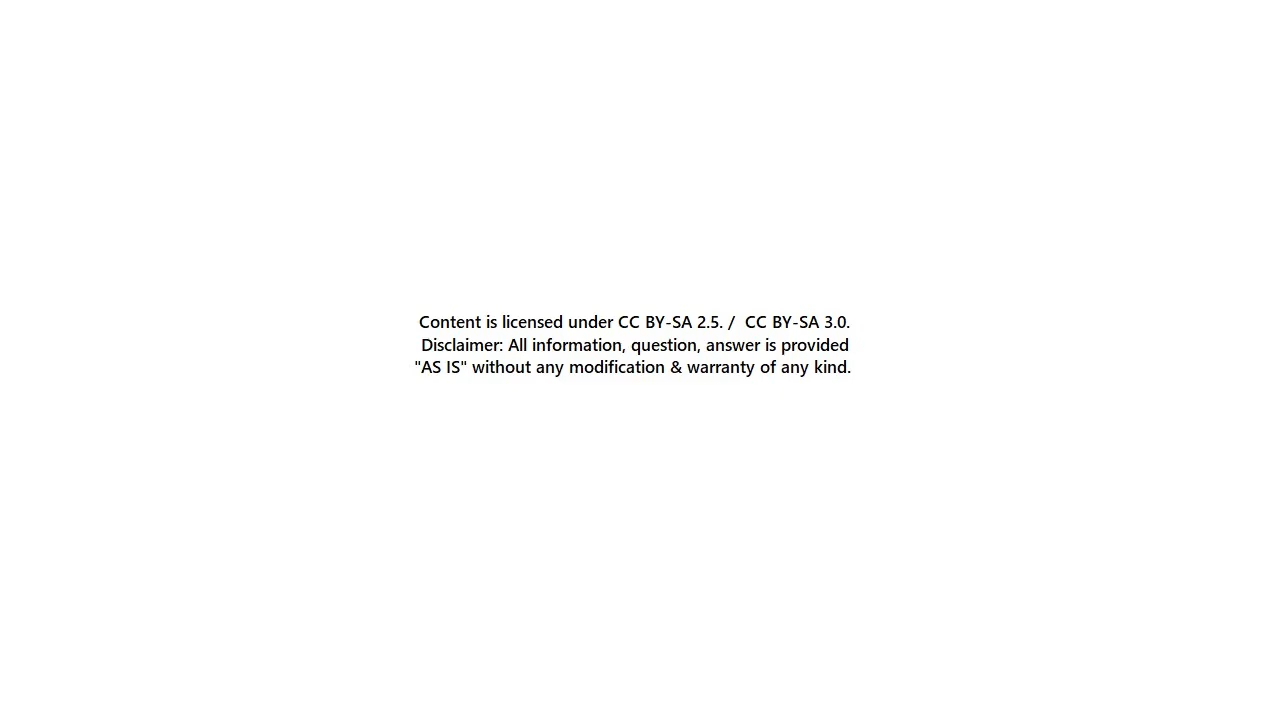 Content is licensed under CC BY-SA 2.5. /  CC BY-SA 3.0.
Disclaimer: All information, question, answer is provided
"AS IS" without any modification & warranty of any kind.